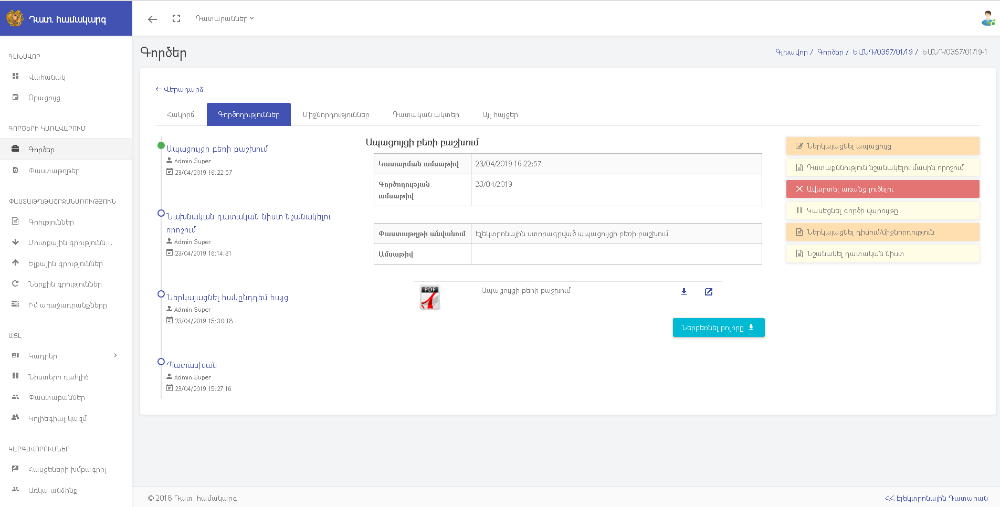 Դատ. համակարգ
Դատարաններ
ԳԼԽԱՎՈՐ
Վահանակ
Օրացույց
ԳՈՐԾԵՐԻ ԿԱՌԱՎԱՐՈՒՄ
Գործեր
Փաստաթղթեր
ՓԱՍՏԱԹՂԹԱՇՐՋԱՆԱՌՈՒԹՅՈՒՆ
Գրություններ
Մուտքային գրությունն...
Ելքային գրություններ
Ներքին գրություններ
Իմ առաջադրանքները
ԱՅԼ
Կադրեր
Նիստերի դահլիճ
Փաստաբաններ
Կոլիեգիալ կազմ
ԿԱՐԳԱՎՈՐՈՒՄՆԵՐ
Հասցեների խմբագրիչ
Առկա անձինք
Գործեր
Գլխավոր / Գործեր / ԵԱՆԴ/0357/01/19 / ԵԱՆԴ/0357/01/19-1
Վերադարձ
Հակիրճ
Գործողություններ
Միջնորդություններ
Դատական ակտեր
Այլ հայցեր
Ապացույցի բեռի բաշխում
Admin Super
23/04/2019 16:22:57
Նախնական դատական նիստ նշանակելու
որոշում
Admin Super
23/04/2019 16:14:31
Ներկայացնել հակընդդեմ հայց
Admin Super
23/04/2019 15:30:18
Պատասխան
Admin Super
23/04/2019 15:27:16
Ապացույցի բեռի բաշխում
Կատարման ամսաթիվ 23/04/2019 16:22:57
Գործողության 23/04/2019
ամսաթիվ
Փաստաթղթի անվանում Էլեկտրոնային ստորագրված ապացույցի բեռի բաշխում
Ամսաթիվ
PDF
Ապացույցի բեռի բաշխում
Ներբեռնել բոլորը
Ներկայացնել ապացույց
Դատաքննություն նշանակելու մասին որոշում
Ավարտել առանց լուծելու
Կասեցնել գործի վարույթը
Ներկայացնել դիմում/միջնորդություն
Նշանակել դատական նիստ
© 2018 Դատ. համակարգ
<< Էլեկտրոնային Դատարան